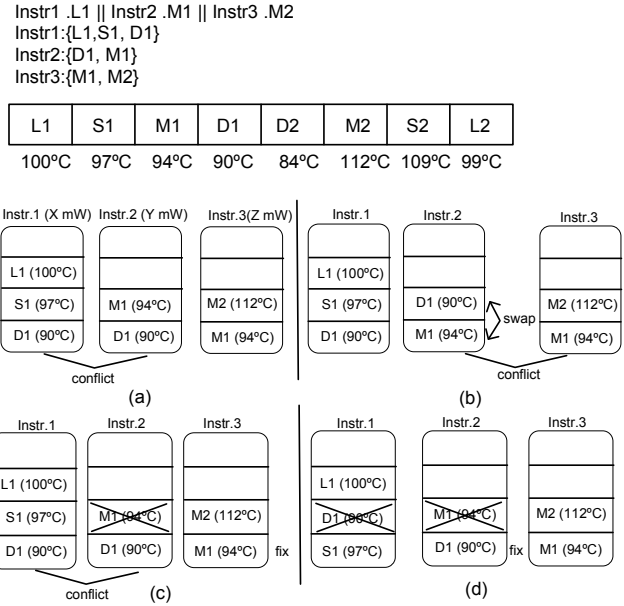 Instr1 .L1 || Instr2 .M1 || Instr3 .M2
Instr1:{L1,S1, D1}
Instr2:{D1, M1}
Instr3:{M1, M2}
L1 S1 M1 D1 D2 M2 S2 L2
100ºC 97ºC 94ºC 90ºC 84ºC 112ºC 109ºC 99ºC
Instr.1 (X mW) Instr.2 (Y mW) Instr.3(Z mW)
L1 (100ºC)
S1 (97ºC) M1 (94ºC) M2 (112ºC)
D1 (90ºC) D1 (90ºC) M1 (94ºC)
conflict
(a)
Instr.1 Instr.2 Instr.3
L1 (100ºC)
S1 (97ºC) D1 (90ºC) M2 (112ºC)
swap
D1 (90ºC) M1 (94ºC) M1 (94ºC)
conflict
(b)
Instr.1 Instr.2 Instr.3
L1 (100ºC)
S1 (97ºC) M1 (94ºC) M2 (112ºC)
D1 (90ºC) D1 (90ºC) M1 (94ºC) fix
conflict
(c)
Instr.1 Instr.2 Instr.3
L1 (100ºC)
D1 (90ºC) M1 (94ºC) M2 (112ºC)
S1 (97ºC) D1 (90ºC) fix M1 (94ºC)
(d)